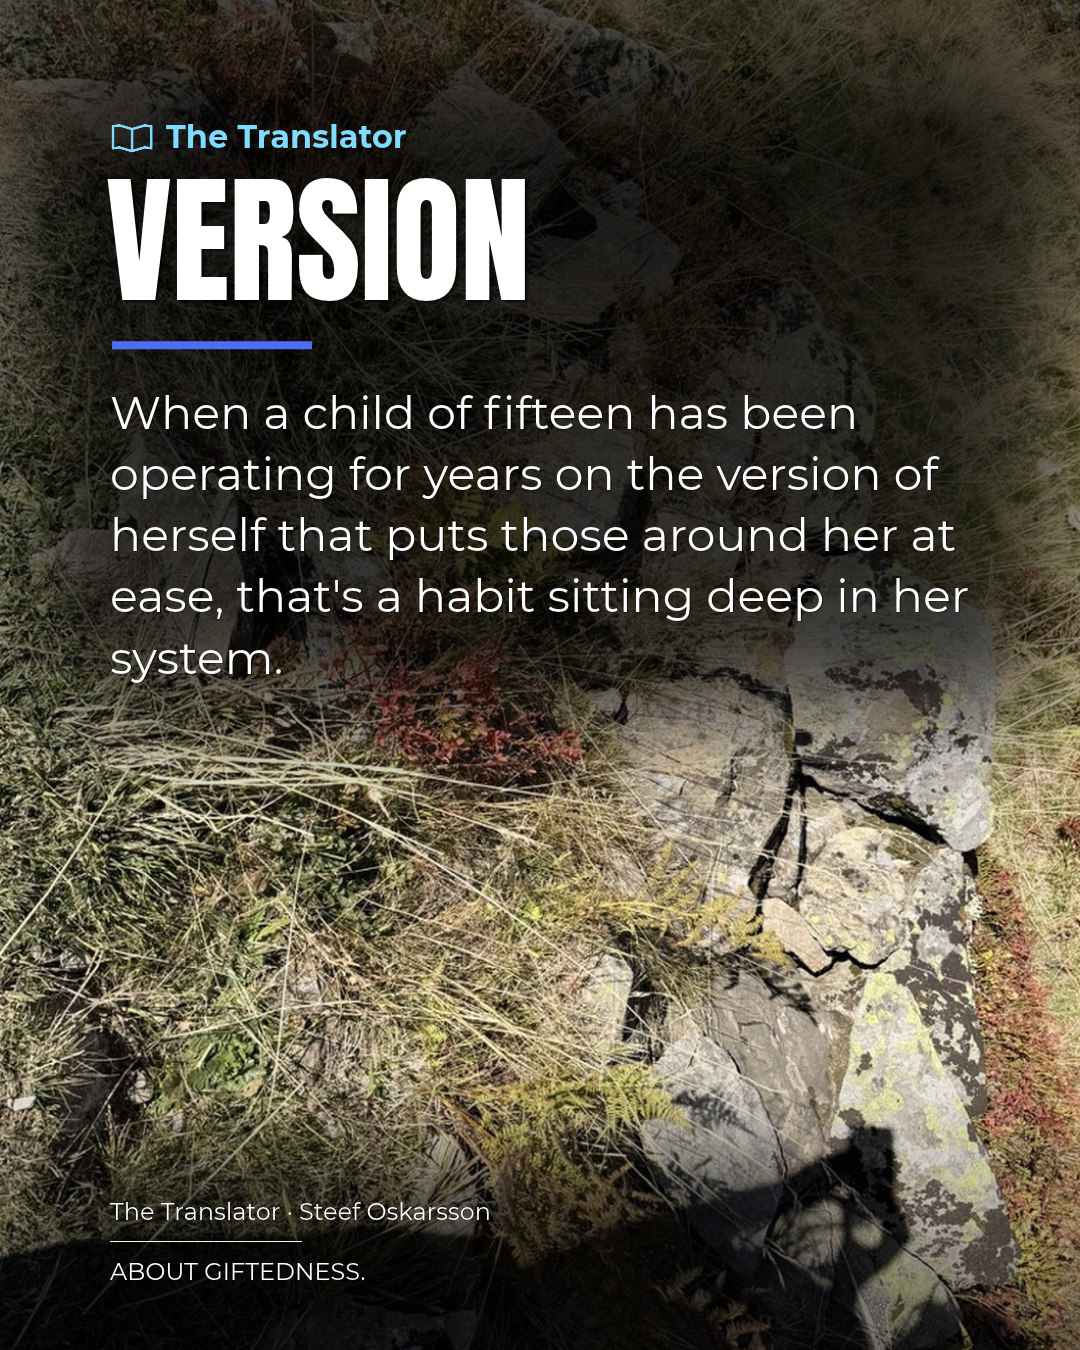 The Translator
VERSION
When a child of fifteen has been
operating for years on the version of
herself that puts those around her at
ease, that's a habit sitting deep in her
system.
The Translator · Steef Oskarsson
ABOUT GIFTEDNESS.